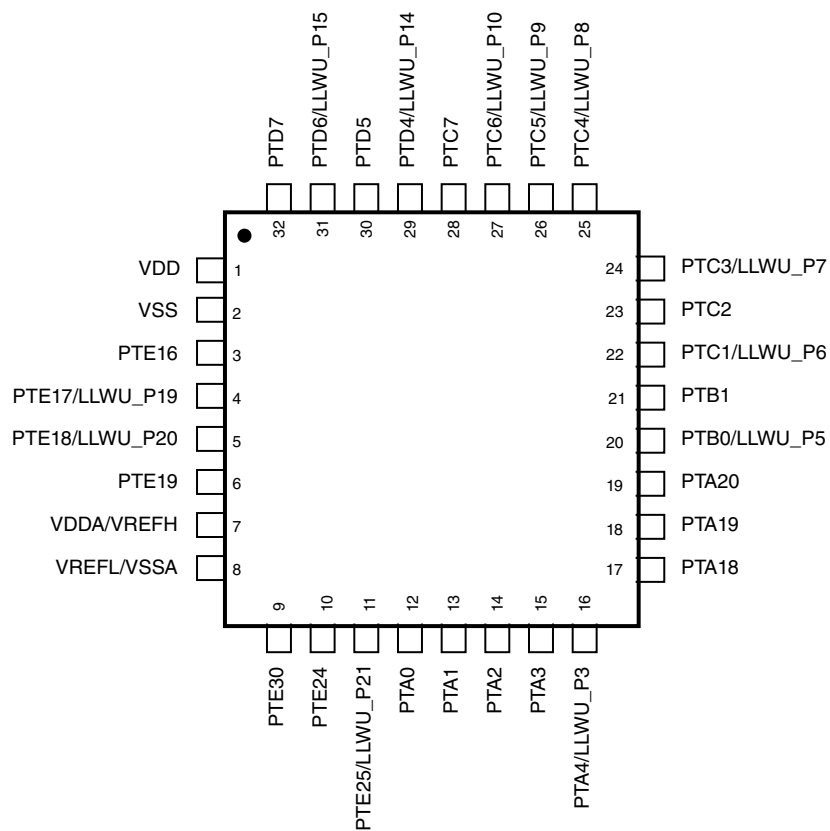 PTD7
PTD6/LLWU_P15
PTD5
PTD4/LLWU_P14
PTC7
PTC6/LLWU_P10
PTC5/LLWU_P9
PTC4/LLWU_P8
32
31
30
29
28
27
26
25
VDD 1
VSS 2
PTE16 3
PTE17/LLWU_P19 4
PTE18/LLWU_P20 5
PTE19 6
VDDA/VREFH 7
VREFL/VSSA 8
24 PTC3/LLWU_P7
23 PTC2
22 PTC1/LLWU_P6
21 PTB1
20 PTB0/LLWU_P5
19 PTA20
18 PTA19
17 PTA18
9
10
11
12
13
14
15
16
PTE30
PTE24
PTE25/LLWU_P21
PTA0
PTA1
PTA2
PTA3
PTA4/LLWU_P3